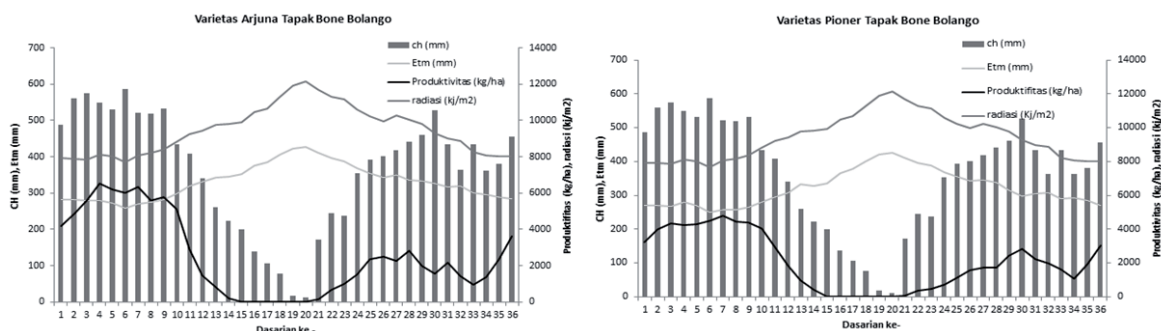 Varietas Arjuna Tapak Bone Bolango
700
600
500
400
300
200
100
0
CH (mm), Etm (mm)
14000
12000
10000
8000
6000
4000
2000
0
Produktiffitas (kg/ha), radiasi (kj/m2)
ch (mm)
Etm (mm)
Produktivitas (kg/ha)
radiasi (kj/m2)
1 2 3 4 5 6 7 8 9 10 11 12 13 14 15 16 17 18 19 20 21 22 23 24 25 26 27 28 29 30 31 32 33 34 35 36
Dasarian ke -
Varietas Pioner Tapak Bone Bolango
700
600
500
400
300
200
100
0
CH (mm), Etm (mm)
14000
12000
10000
8000
6000
4000
2000
0
Produktivitas (kg/ha), radiasi (kj/m2)
ch (mm)
Etm (mm)
Produktifitas (kg/ha)
radiasi (Kj/m2)
1 2 3 4 5 6 7 8 9 10 11 12 13 14 15 16 17 18 19 20 21 22 23 24 25 26 27 28 29 30 31 32 33 34 35 36
Dasarian ke-